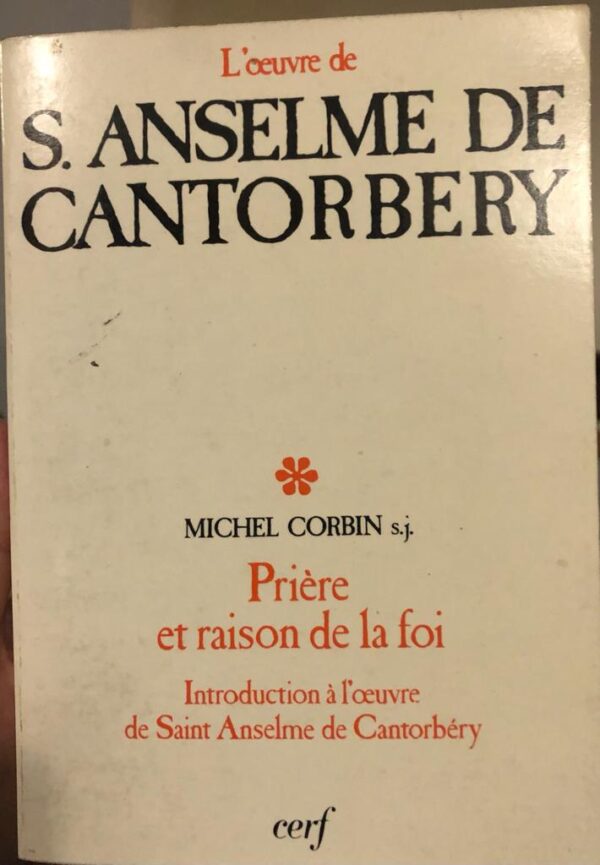 L'œuvre de
S. ANSELME DE
CANTORBERY
MICHEL CORBIN s.j.
Prière
et raison de la foi
Introduction à l'œuvre
de Saint Anselme de Cantorbéry
cerf